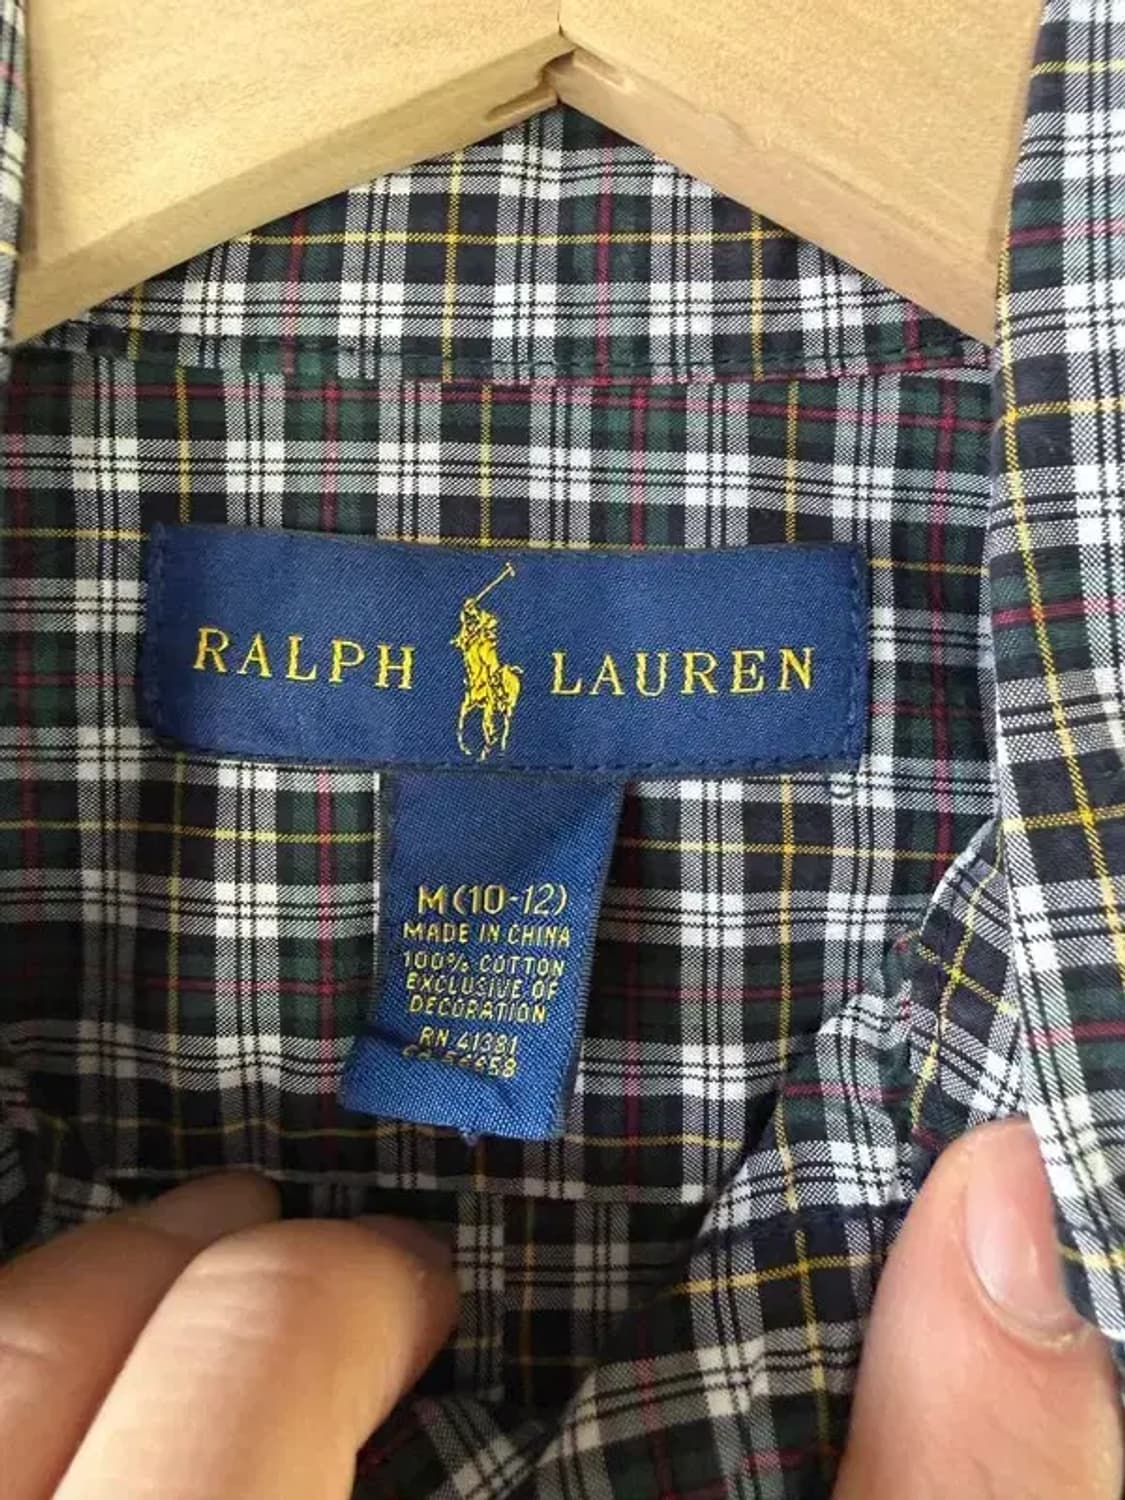 RALPH LAUREN
M (10-12)
MADE IN CHINA
100% COTTON
EXCLUSIVE OF
DECORATION
RN 41381